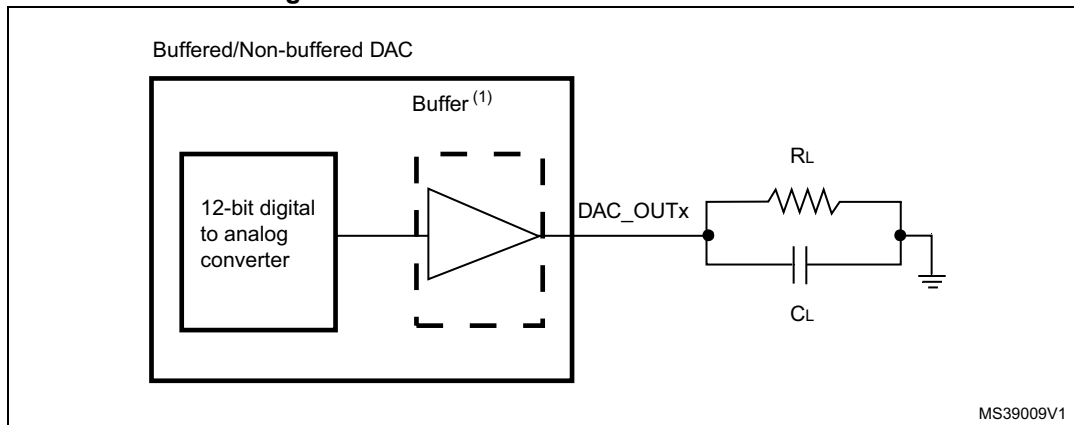 Buffered/Non-buffered DAC
Buffer (1)
12-bit digital
to analog
converter
DAC_OUTx
RL
CL
MS39009V1